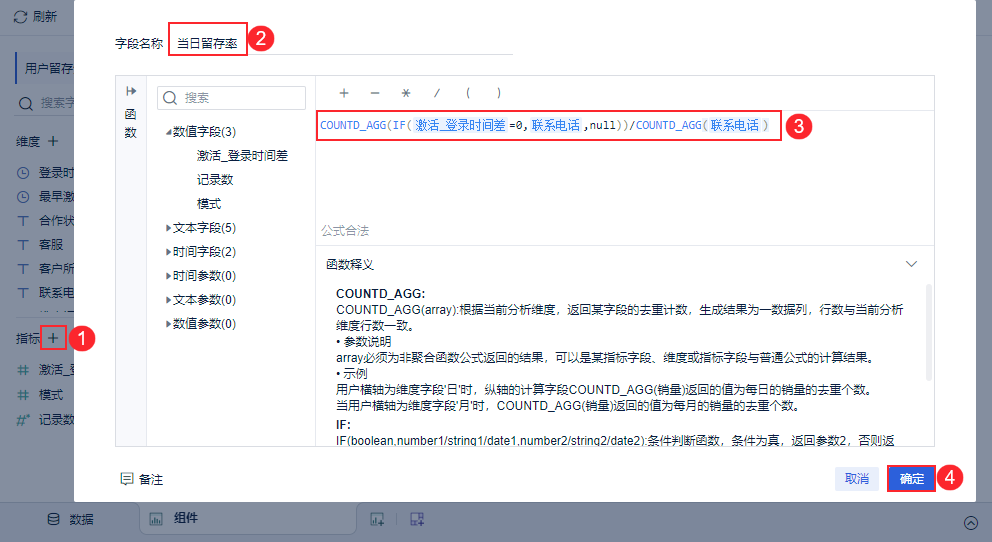 刷新
字段名称 当日留存率 2
用户留存
搜索字
维度 +
登录时
最早激
合作状
客服
客户所
联系电
指标 + 1
激活_登
模式
记录数
函数
搜索
数值字段(3)
激活_登录时间差
记录数
模式
文本字段(5)
时间字段(2)
时间参数(0)
文本参数(0)
数值参数(0)
+ − * / ( )
COUNTD_AGG(IF(激活_登录时间差=0,联系电话,null))/COUNTD_AGG(联系电话) 3
公式合法
函数释义
COUNTD_AGG:
COUNTD_AGG(array):根据当前分析维度，返回某字段的去重计数，生成结果为一数据列，行数与当前分析
维度行数一致。
• 参数说明
array必须为非聚合函数公式返回的结果，可以是某指标字段、维度或指标字段与普通公式的计算结果。
• 示例
用户横轴为维度字段'日'时，纵轴的计算字段COUNTD_AGG(销量)返回的值为每日的销量的去重个数。
当用户横轴为维度字段'月'时，COUNTD_AGG(销量)返回的值为每月的销量的去重个数。
IF:
IF(boolean,number1/string1/date1,number2/string2/date2):条件判断函数，条件为真，返回参数2，否则返
备注
取消 确定 4
数据 组件